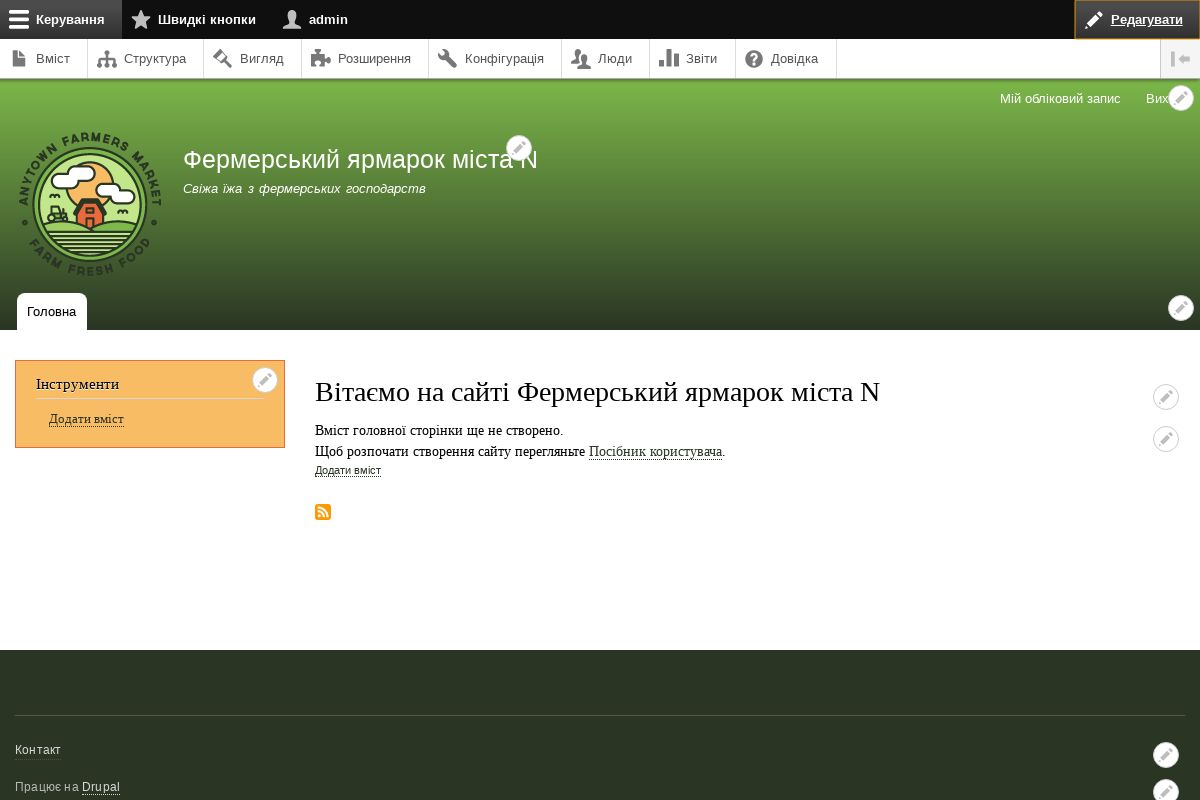 Керування
Швидкі кнопки
admin
Редагувати
Вміст
Структура
Вигляд
Розширення
Конфігурація
Люди
Звіти
Довідка
Мій обліковий запис
ANYTOWN FARMERS MARKET
FARM FRESH FOOD
Фермерський ярмарок міста N
Свіжа їжа з фермерських господарств
Головна
Інструменти
Додати вміст
Вітаємо на сайті Фермерський ярмарок міста N
Вміст головної сторінки ще не створено.
Щоб розпочати створення сайту перегляньте Посібник користувача.
Додати вміст
Контакт
Працює на Drupal